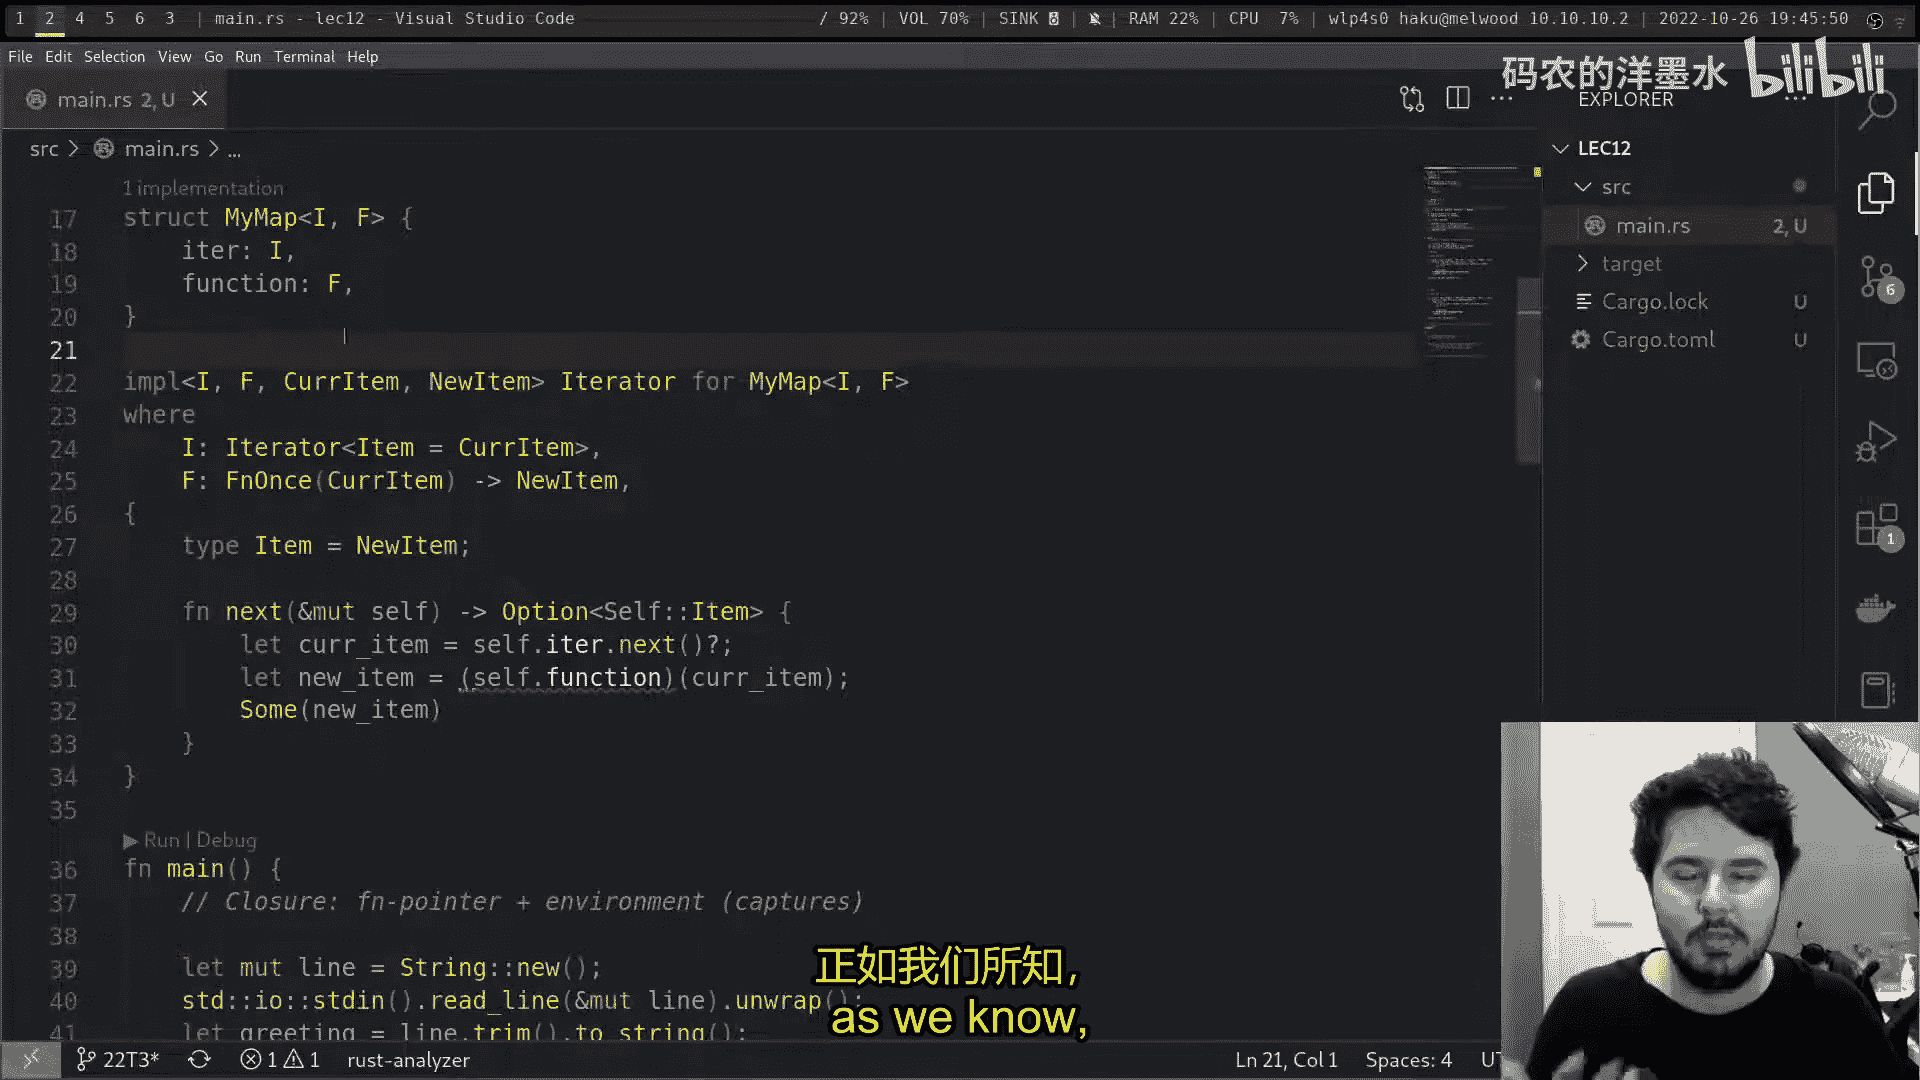 1 2 4 5 6 3 | main.rs - lec12 - Visual Studio Code
/ 92% | VOL 70% | SINK | RAM 22% | CPU 7% | wlp4s0 haku@melwood 10.10.10.2 | 2022-10-26 19:45:50
File Edit Selection View Go Run Terminal Help
码农的洋墨水 bilibili
main.rs 2, U
EXPLORER
src > main.rs > ...
LEC12
src
main.rs 2, U
target
Cargo.lock U
Cargo.toml U
6
1
1 implementation
17 struct MyMap<I, F> {
18 iter: I,
19 function: F,
20 }
21
22 impl<I, F, CurrItem, NewItem> Iterator for MyMap<I, F>
23 where
24 I: Iterator<Item = CurrItem>,
25 F: FnOnce(CurrItem) -> NewItem,
26 {
27 type Item = NewItem;
28
29 fn next(&mut self) -> Option<Self::Item> {
30 let curr_item = self.iter.next()?;
31 let new_item = (self.function)(curr_item);
32 Some(new_item)
33 }
34 }
35
Run | Debug
36 fn main() {
37 // Closure: fn-pointer + environment (captures)
38
39 let mut line = String::new();
40 std::io::stdin().read_line(&mut line).unwrap();
41 let greeting = line.trim().to_string();
正如我们所知,
as we know,
22T3* 1 1 rust-analyzer
Ln 21, Col 1 Spaces: 4